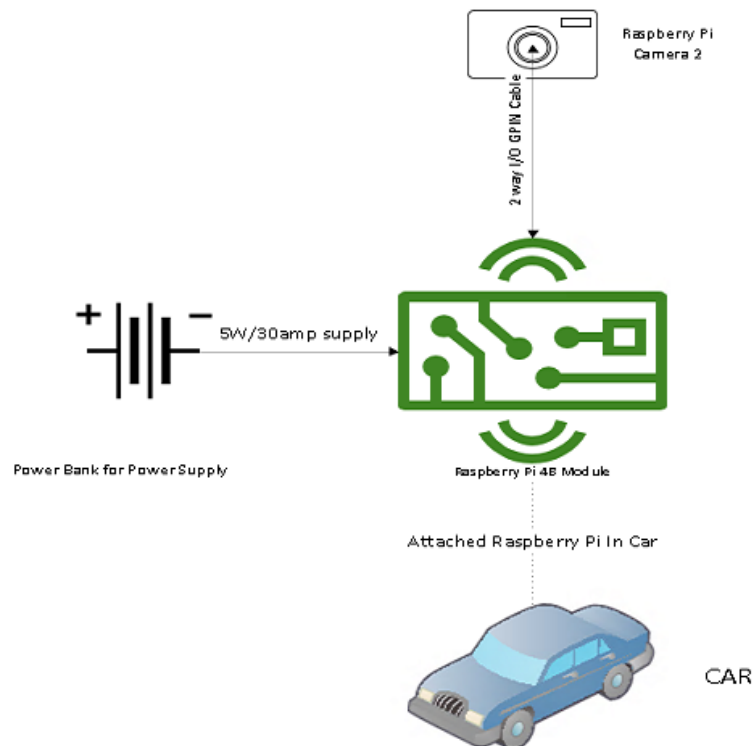 Raspberry Pi
Camera 2
2 way I/O GPIN Cable
+
−
5W/30amp supply
Power Bank for Power Supply
Raspberry Pi 4B Module
Attached Raspberry Pi In Car
CAR